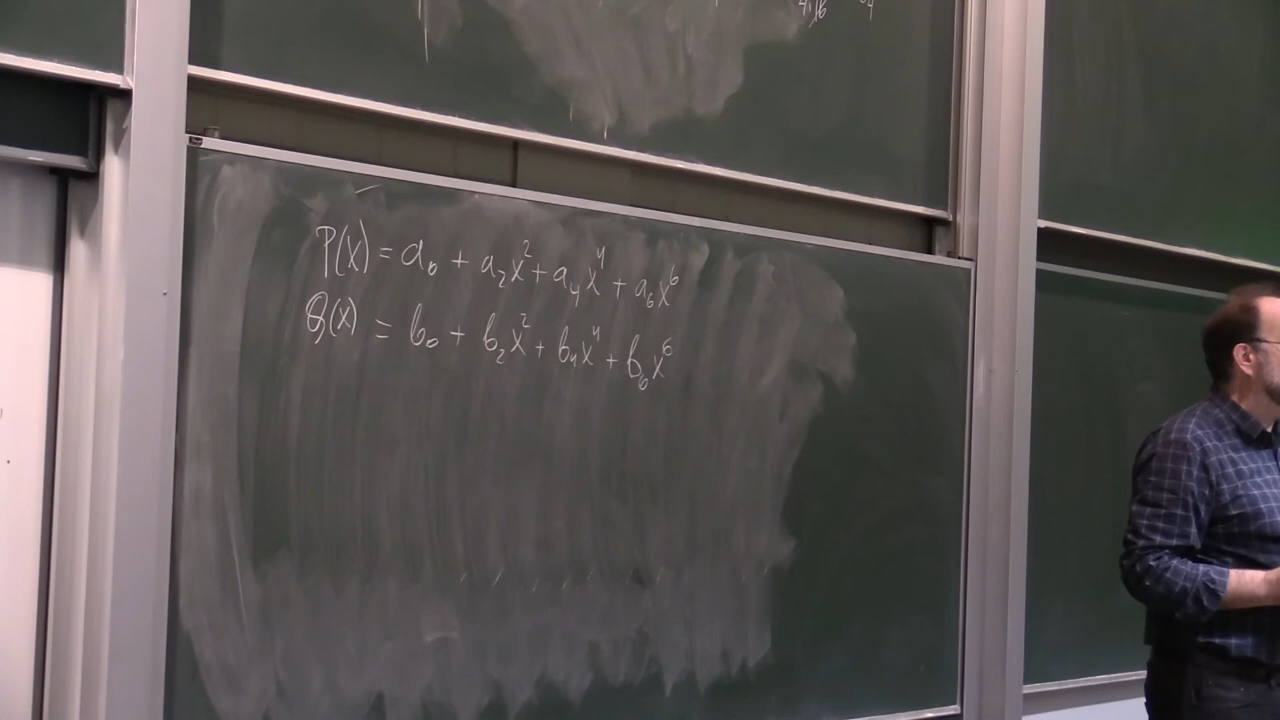 P(x) = a₀ + a₂x² + a₄x⁴ + a₆x⁶
Q(x) = b₀ + b₂x² + b₄x⁴ + b₆x⁶